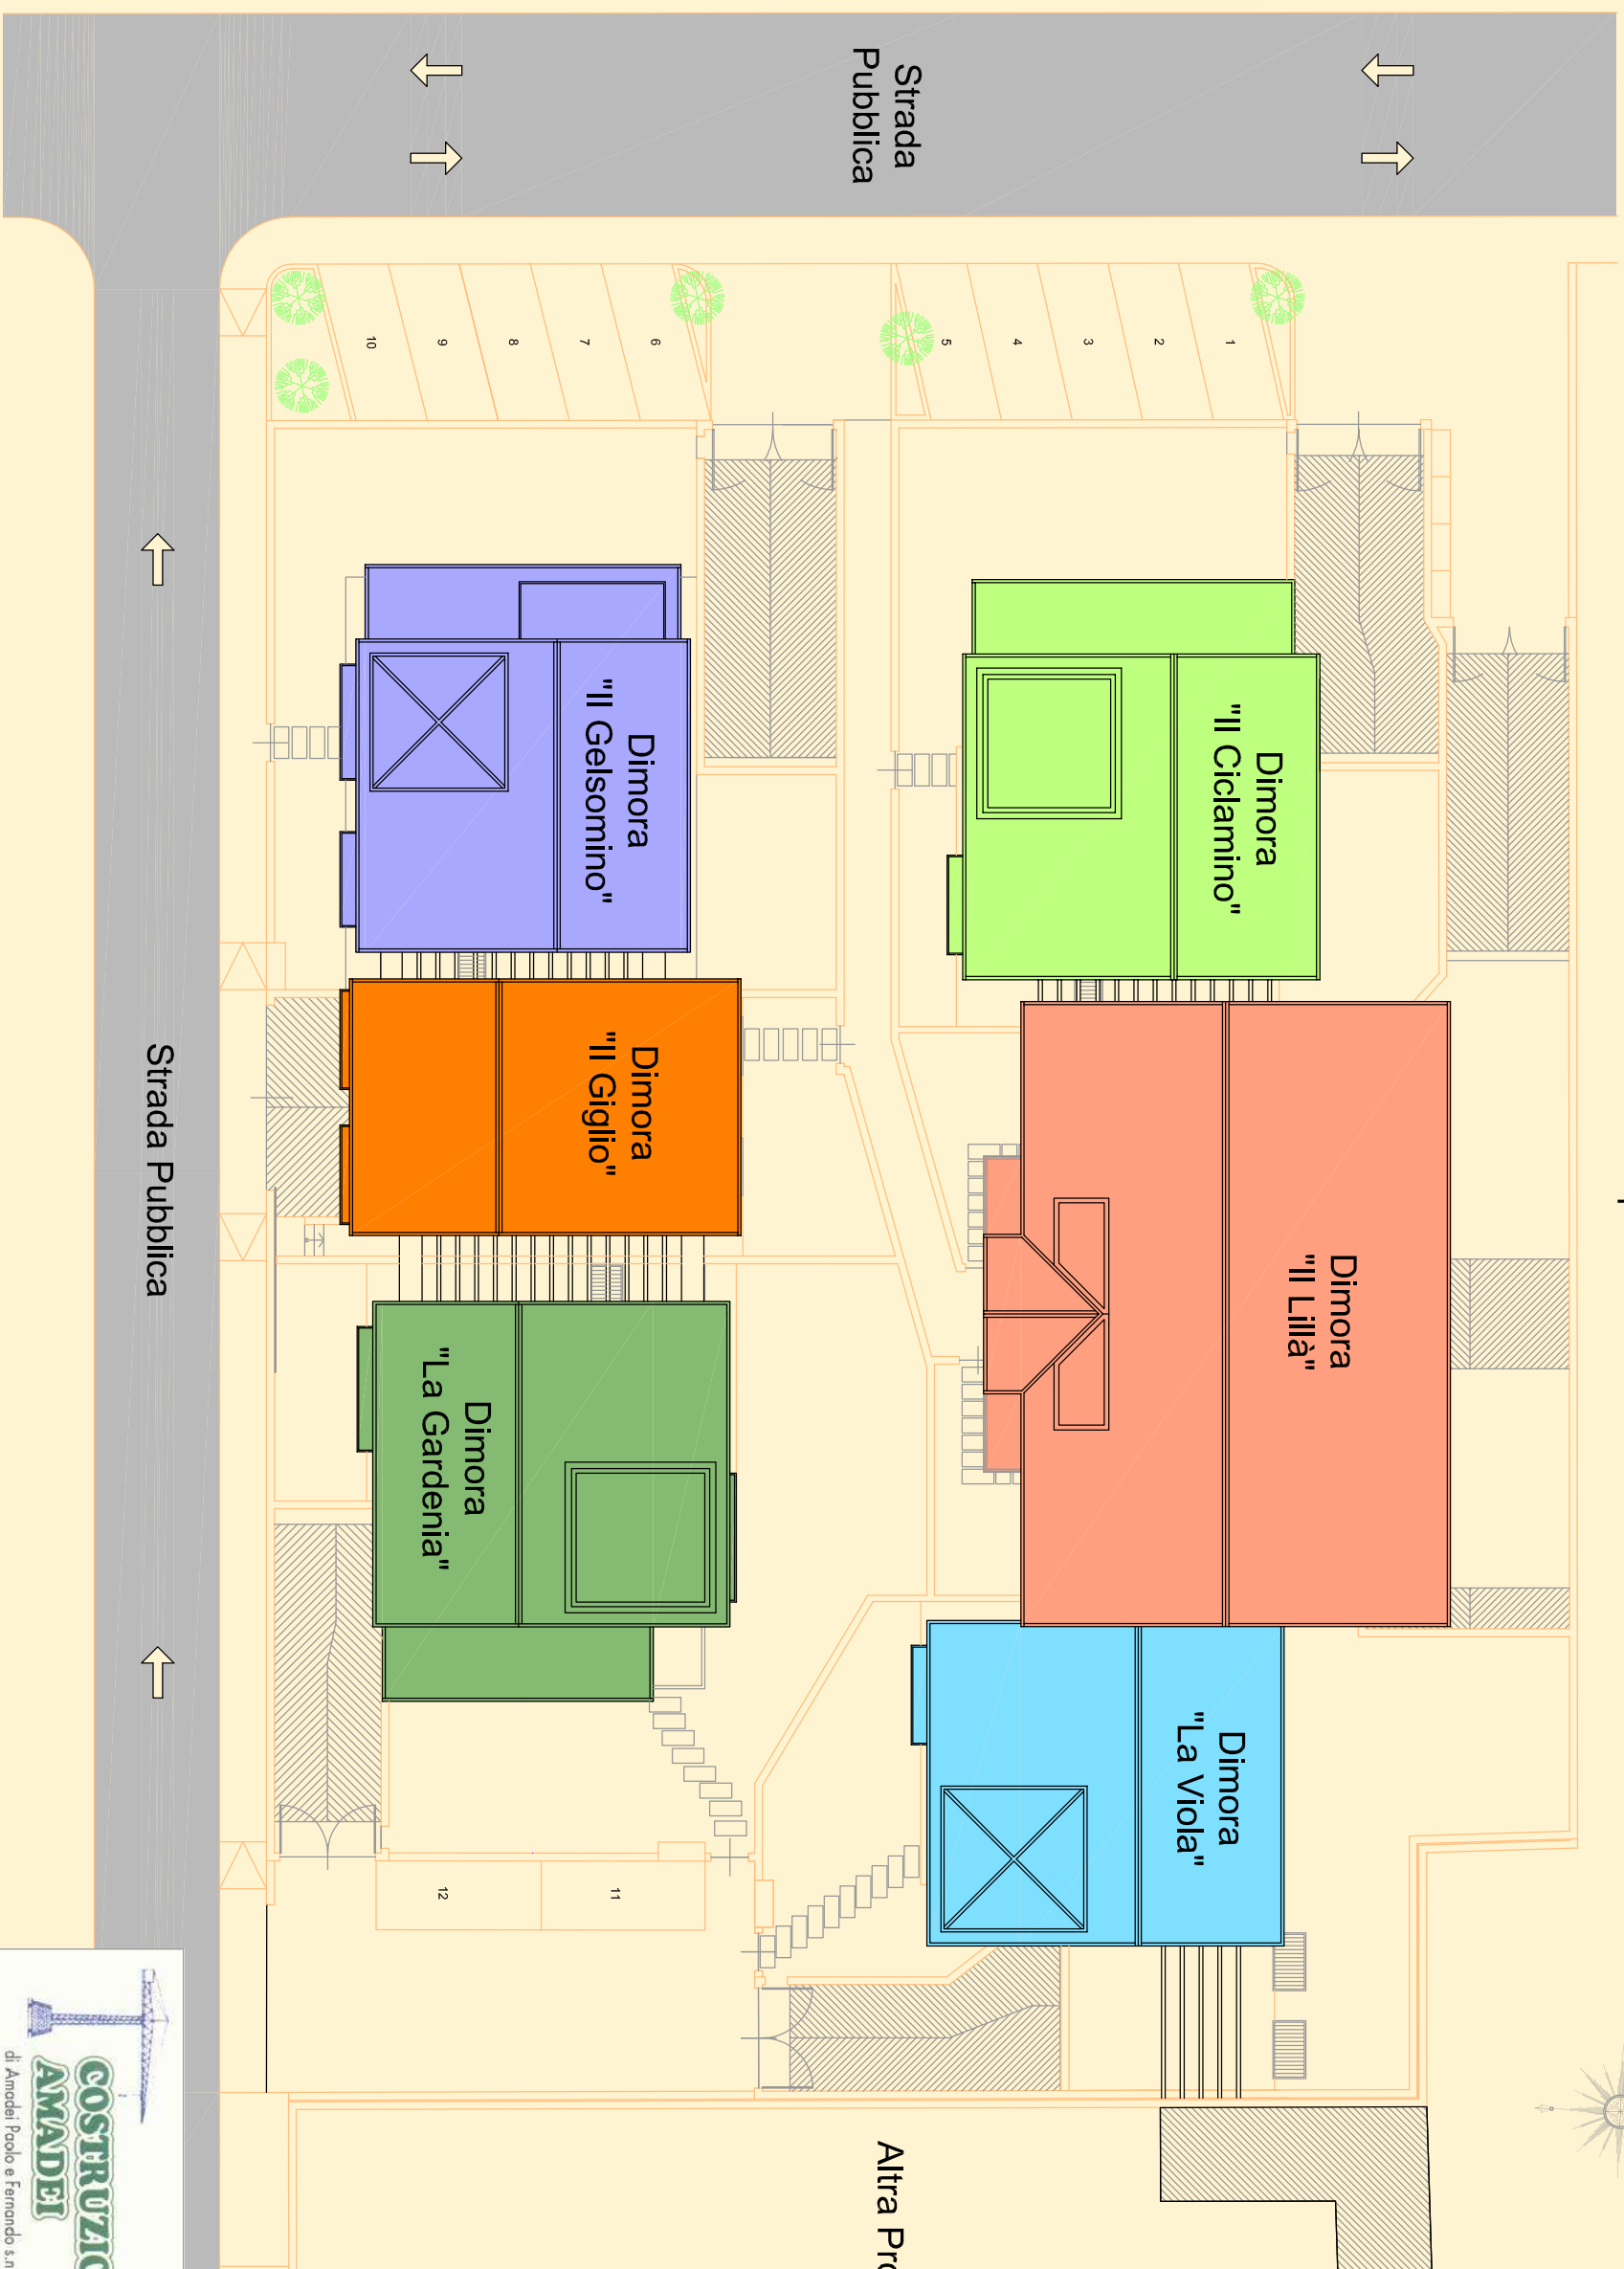 Strada
Pubblica
10
9
8
7
6
5
4
3
2
1
Dimora
"Il Gelsomino"
Dimora
"Il Ciclamino"
Dimora
"Il Giglio"
Dimora
"Il Lillà"
Strada Pubblica
Dimora
"La Gardenia"
Dimora
"La Viola"
12
11
Altra Pro
COSTRUZIO
AMADEI
di Amadei Paolo e Fernando s.n